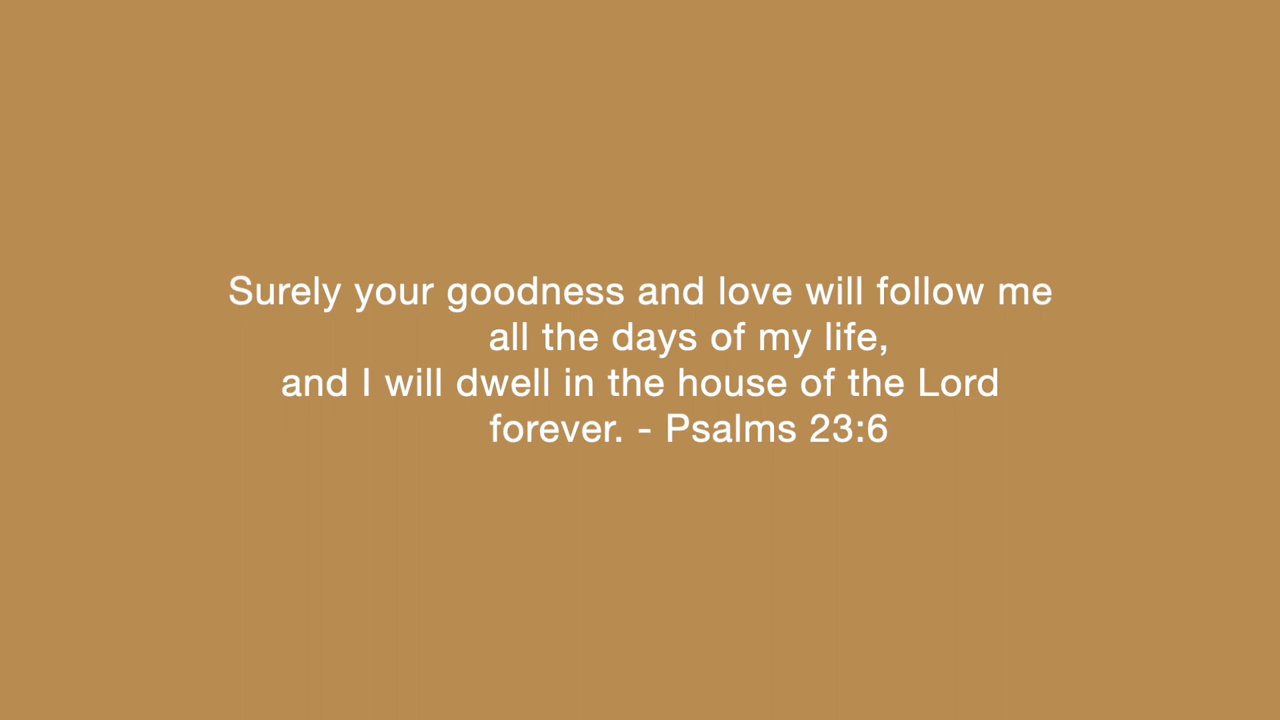 Surely your goodness and love will follow me
all the days of my life,
and I will dwell in the house of the Lord
forever. - Psalms 23:6